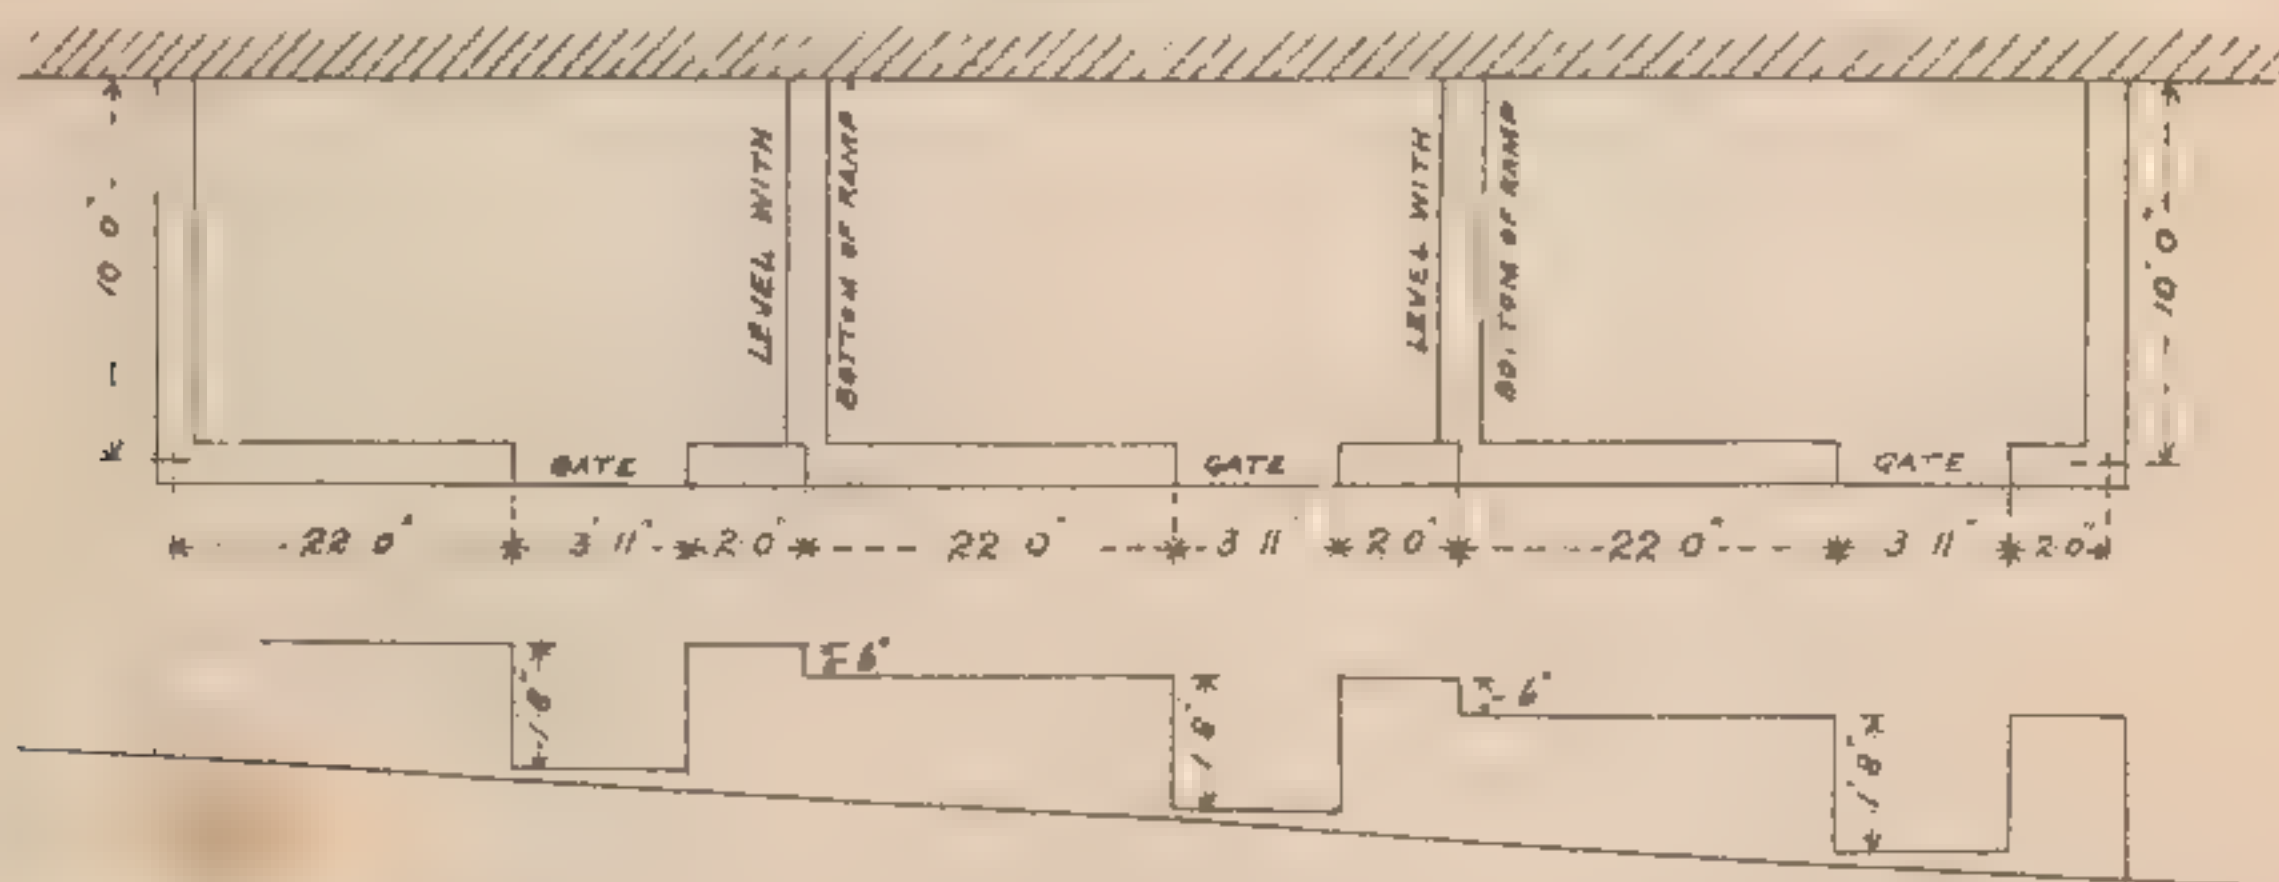 10' 0"
LEVEL WITH
BOTTOM OF RAMP
LEVEL WITH
BOTTOM OF RAMP
10' 0"
GATE
GATE
GATE
22 0"
3' 11"
2 0"
22 0"
3 11
2 0"
22 0"
3 11"
2 0"
6"
6"
1' 8"
1' 8"
1' 8"